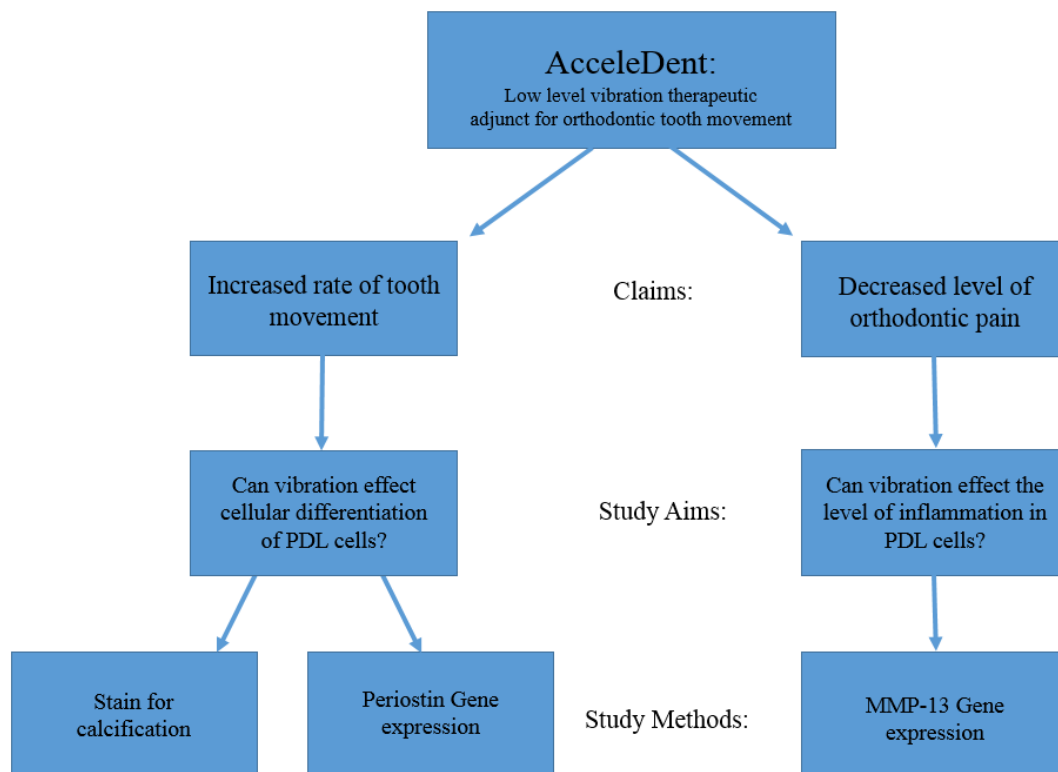 AcceleDent:
Low level vibration therapeutic
adjunct for orthodontic tooth movement
Increased rate of tooth
movement
Claims:
Decreased level of
orthodontic pain
Can vibration effect
cellular differentiation
of PDL cells?
Study Aims:
Can vibration effect the
level of inflammation in
PDL cells?
Stain for
calcification
Periostin Gene
expression
Study Methods:
MMP-13 Gene
expression